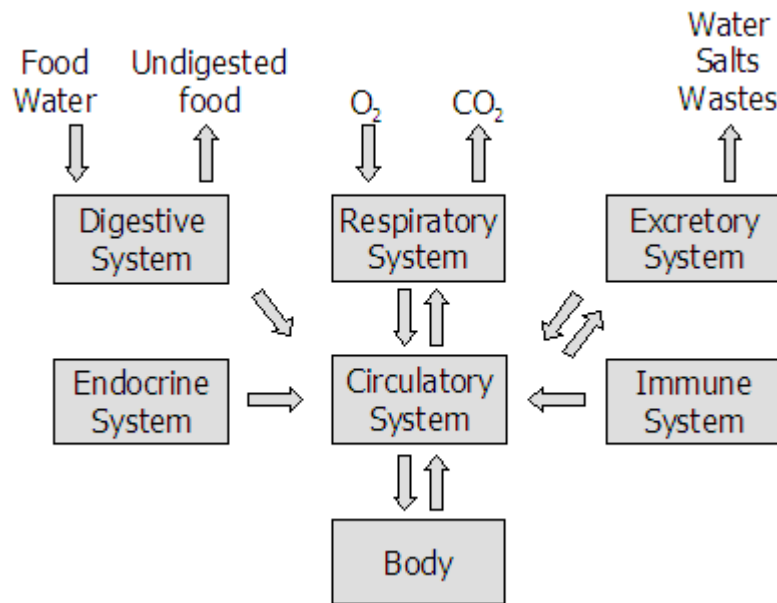 Food
Water
Undigested
food
O₂
CO₂
Water
Salts
Wastes
Digestive
System
Respiratory
System
Excretory
System
Endocrine
System
Circulatory
System
Immune
System
Body